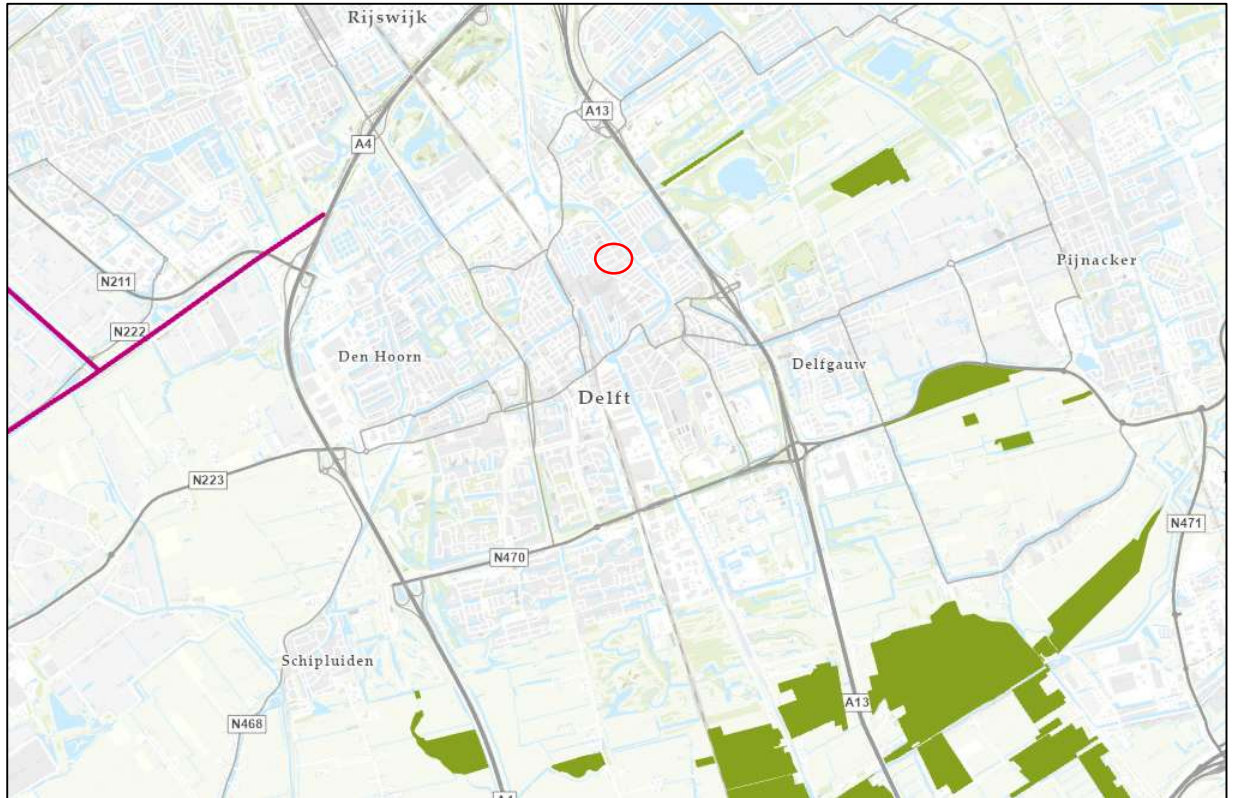 Rijswijk
A13
A4
Pijnacker
N211
N222
Den Hoorn
Delfgauw
Delft
N223
N471
N470
Schipluiden
A13
N468
A4